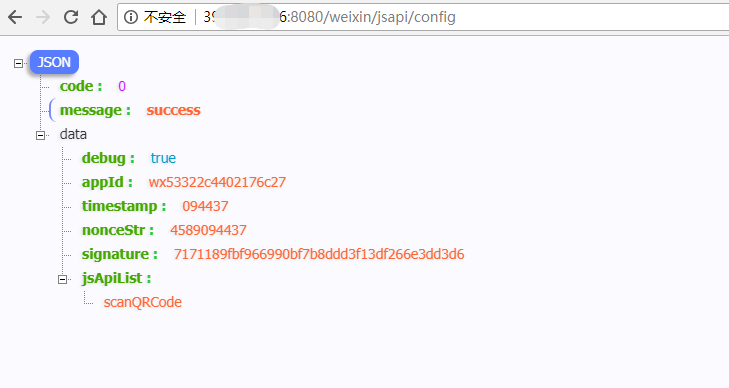 不安全 39 6:8080/weixin/jsapi/config
JSON
code : 0
message : success
data
debug : true
appId : wx53322c4402176c27
timestamp : 094437
nonceStr : 4589094437
signature : 7171189fbf966990bf7b8ddd3f13df266e3dd3d6
jsApiList :
scanQRCode